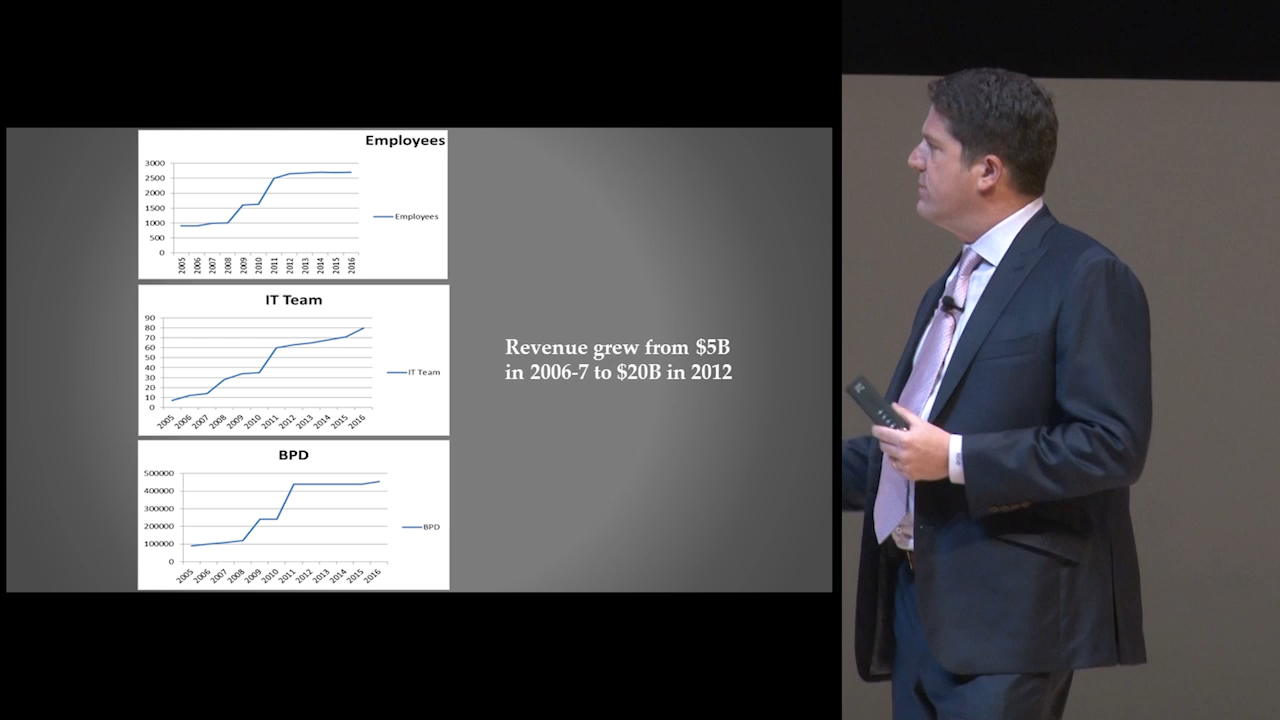 Employees
3000
2500
2000
1500
1000
500
0
2005 2006 2007 2008 2009 2010 2011 2012 2013 2014 2015 2016
Employees
IT Team
90
80
70
60
50
40
30
20
10
0
2005 2006 2007 2008 2009 2010 2011 2012 2013 2014 2015 2016
IT Team
BPD
500000
400000
300000
200000
100000
0
2005 2006 2007 2008 2009 2010 2011 2012 2013 2014 2015 2016
BPD
Revenue grew from $5B
in 2006-7 to $20B in 2012